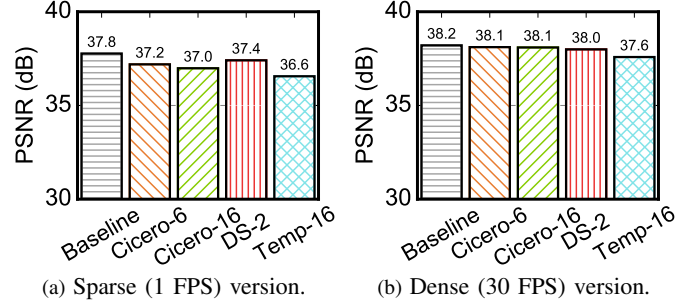 40
PSNR (dB)
35
30
37.8
37.2
37.0
37.4
36.6
Baseline
Cicero-6
Cicero-16
DS-2
Temp-16
(a) Sparse (1 FPS) version.
40
PSNR (dB)
35
30
38.2
38.1
38.1
38.0
37.6
Baseline
Cicero-6
Cicero-16
DS-2
Temp-16
(b) Dense (30 FPS) version.